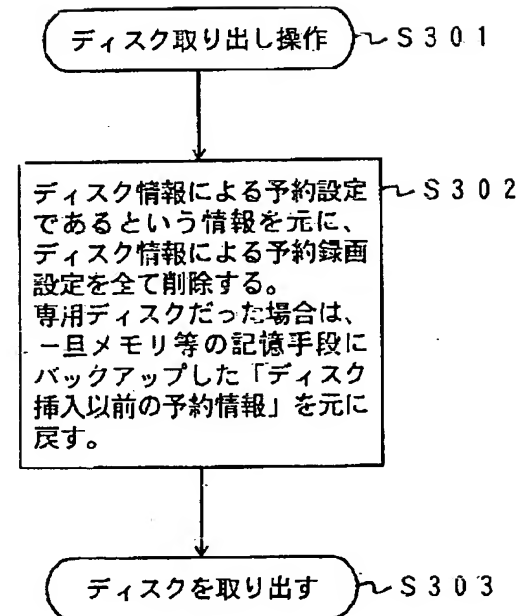 ディスク取り出し操作 S301
ディスク情報による予約設定 S302
であるという情報を元に、
ディスク情報による予約録画
設定を全て削除する。
専用ディスクだった場合は、
一旦メモリ等の記憶手段に
バックアップした「ディスク
挿入以前の予約情報」を元に
戻す。
ディスクを取り出す S303